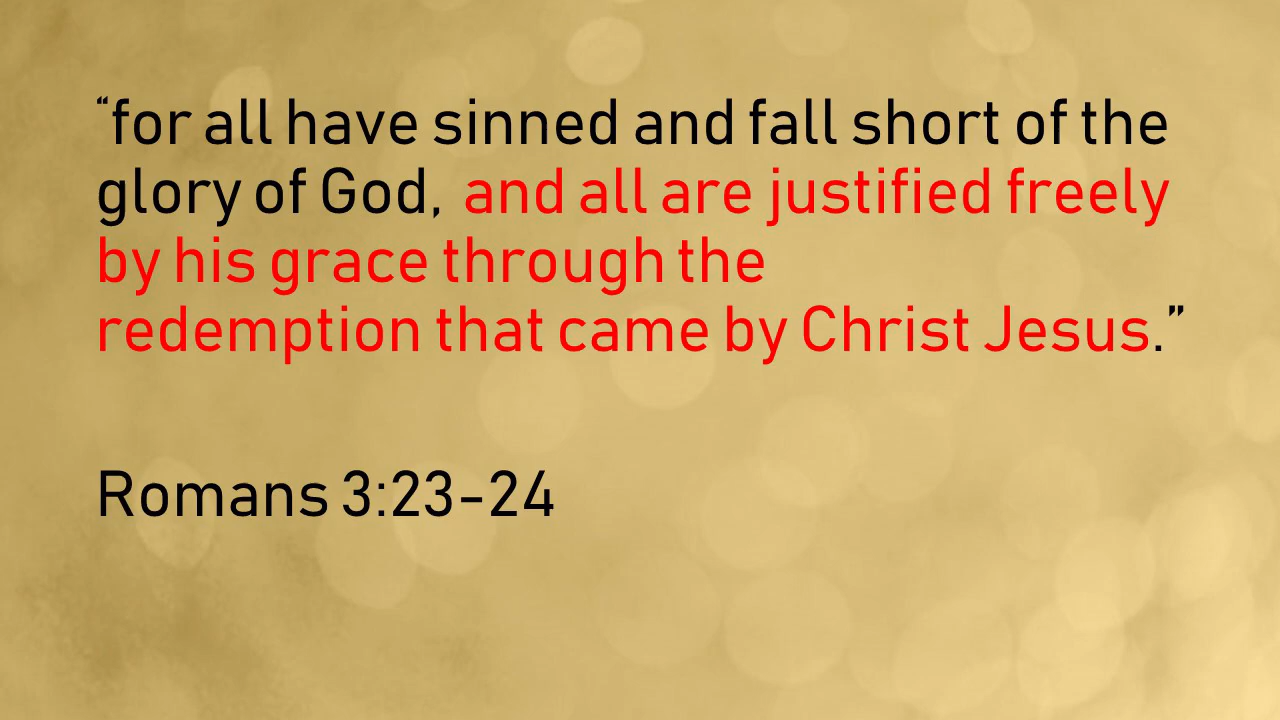 “for all have sinned and fall short of the
glory of God, and all are justified freely
by his grace through the
redemption that came by Christ Jesus.”
Romans 3:23-24